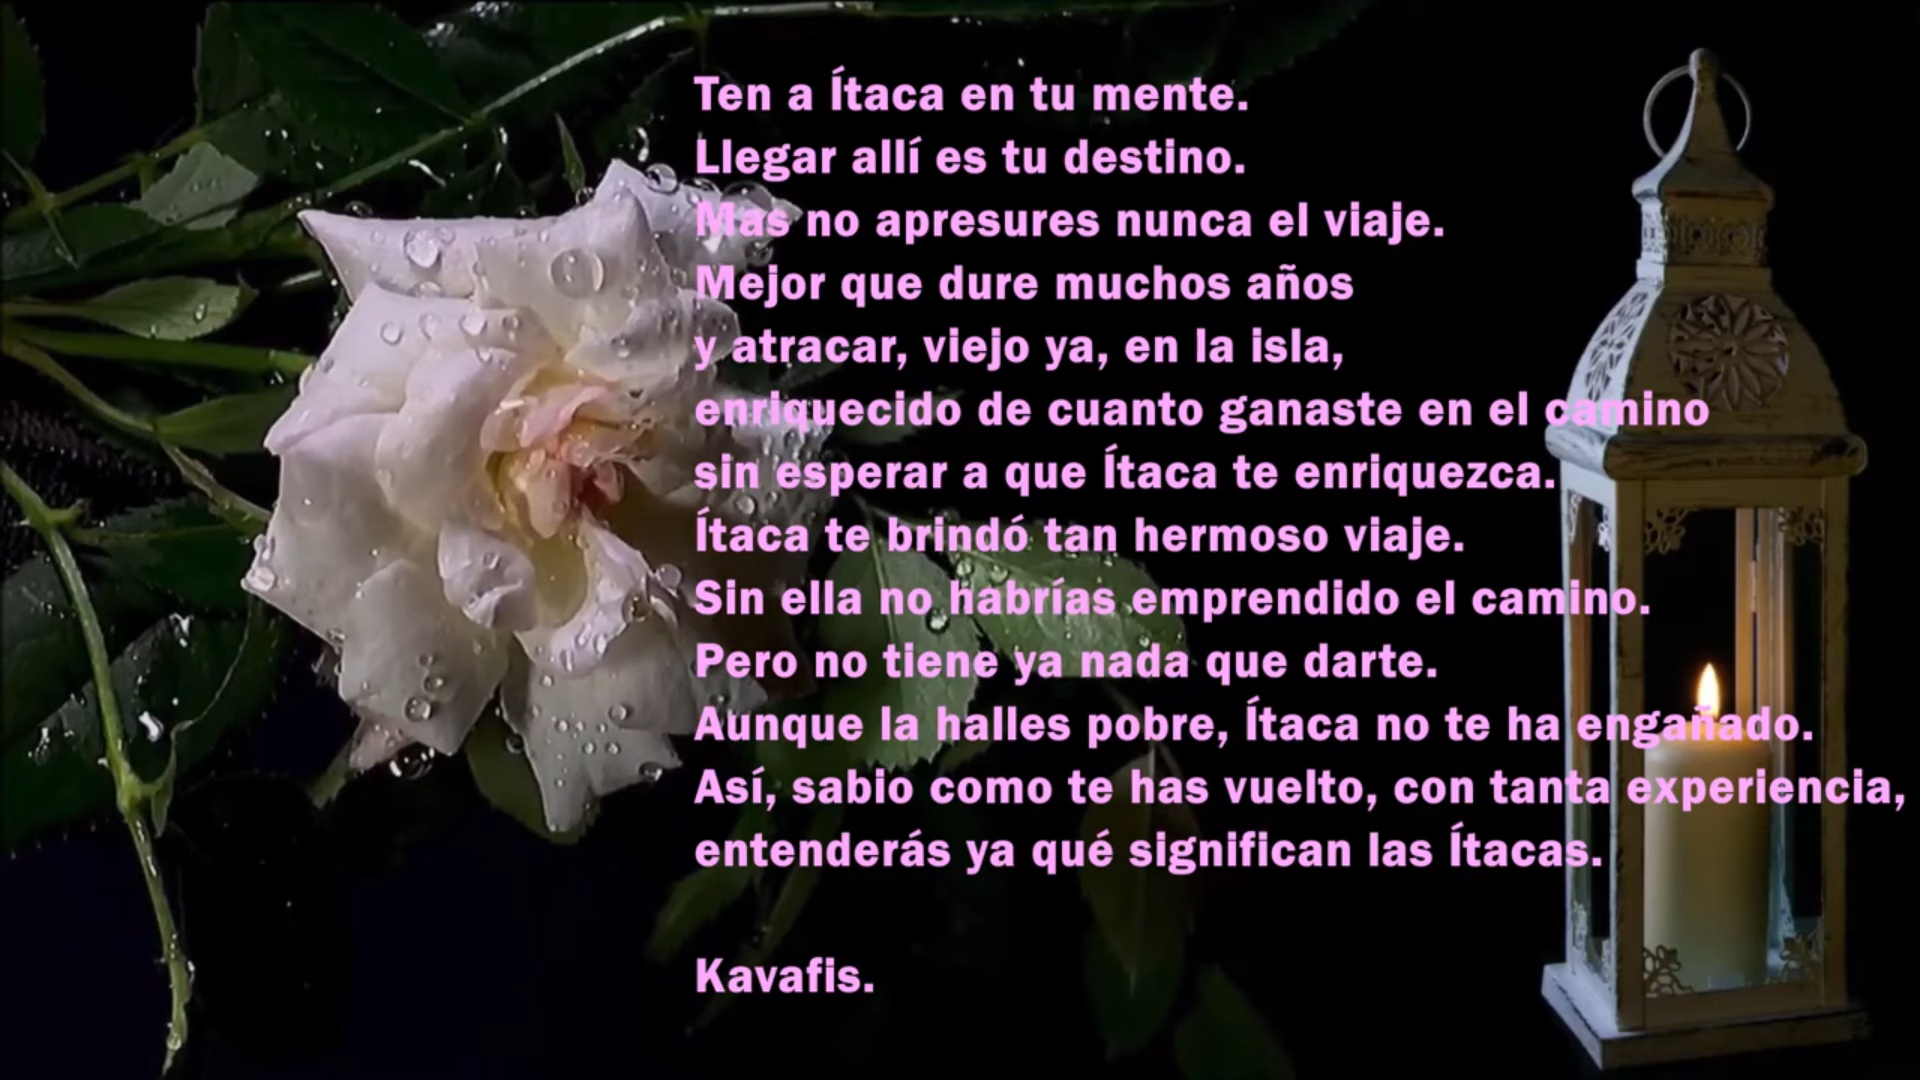 Ten a Ítaca en tu mente.
Llegar allí es tu destino.
Mas no apresures nunca el viaje.
Mejor que dure muchos años
y atracar, viejo ya, en la isla,
enriquecido de cuanto ganaste en el camino
sin esperar a que Ítaca te enriquezca.
Ítaca te brindó tan hermoso viaje.
Sin ella no habrías emprendido el camino.
Pero no tiene ya nada que darte.
Aunque la halles pobre, Ítaca no te ha engañado.
Así, sabio como te has vuelto, con tanta experiencia,
entenderás ya qué significan las Ítacas.
Kavafis.